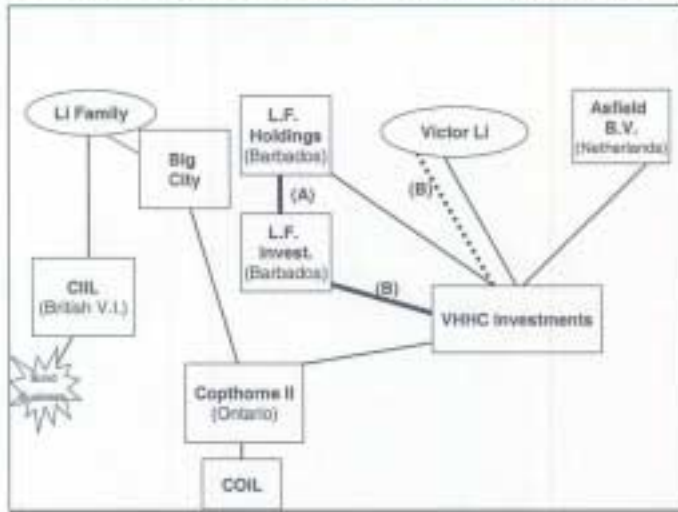 Li Family
Big
City
L.F.
Holdings
(Barbados)
Victor Li
Asfield
B.V.
(Netherlands)
(A)
(B)
L.F.
Invest.
(Barbados)
(B)
CIIL
(British V.I.)
VHHC Investments
Copthorne II
(Ontario)
COIL